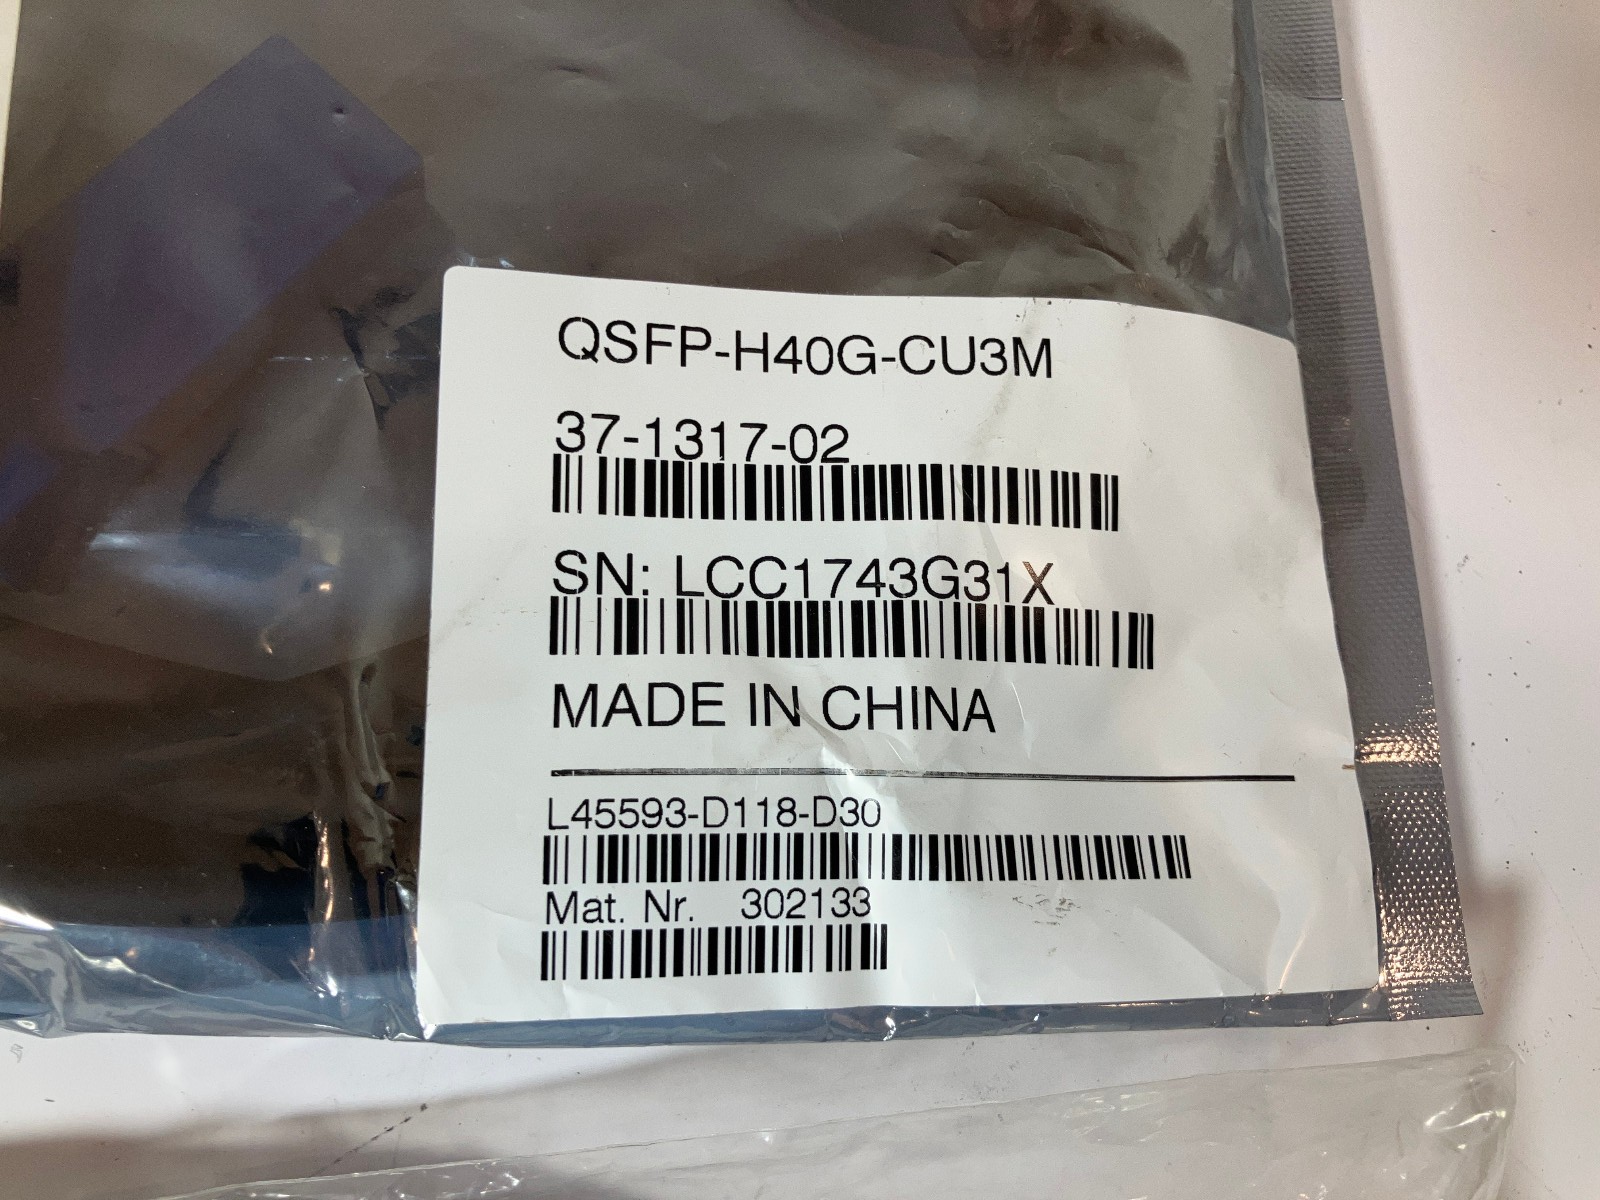 QSFP-H40G-CU3M
37-1317-02
SN: LCC1743G31X
MADE IN CHINA
L45593-D118-D30
Mat. Nr. 302133